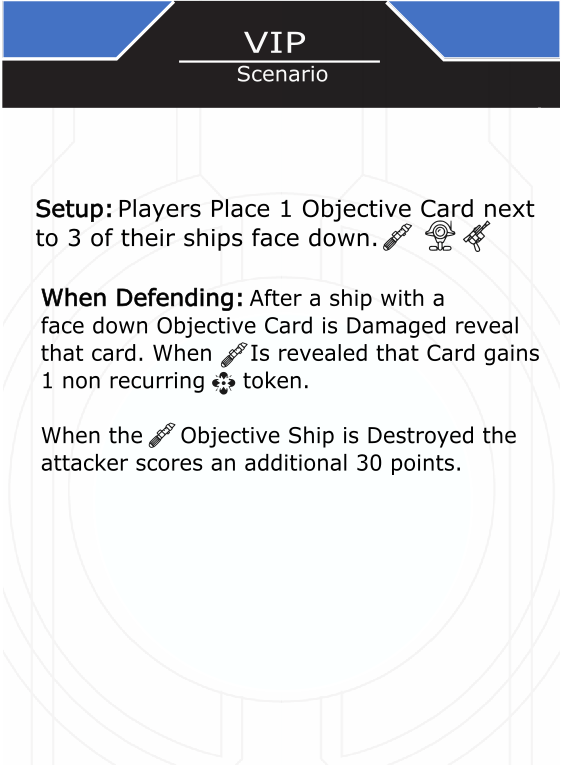 VIP
Scenario
Setup: Players Place 1 Objective Card next
to 3 of their ships face down.
When Defending: After a ship with a
face down Objective Card is Damaged reveal
that card. When Is revealed that Card gains
1 non recurring token.
When the Objective Ship is Destroyed the
attacker scores an additional 30 points.